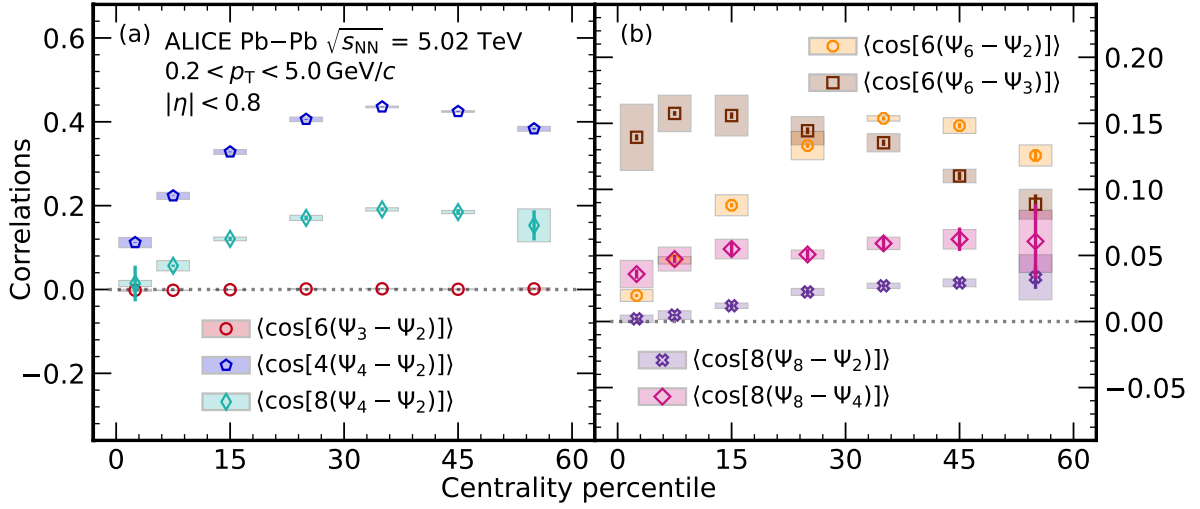 Correlations
0.6
0.4
0.2
0.0
−0.2
(a)
ALICE Pb−Pb √sNN = 5.02 TeV
0.2 < pT < 5.0 GeV/c
|η| < 0.8
⟨cos[6(Ψ3 − Ψ2)]⟩
⟨cos[4(Ψ4 − Ψ2)]⟩
⟨cos[8(Ψ4 − Ψ2)]⟩
0 15 30 45 60
(b)
⟨cos[6(Ψ6 − Ψ2)]⟩
⟨cos[6(Ψ6 − Ψ3)]⟩
⟨cos[8(Ψ8 − Ψ2)]⟩
⟨cos[8(Ψ8 − Ψ4)]⟩
0.20
0.15
0.10
0.05
0.00
−0.05
0 15 30 45 60
Centrality percentile